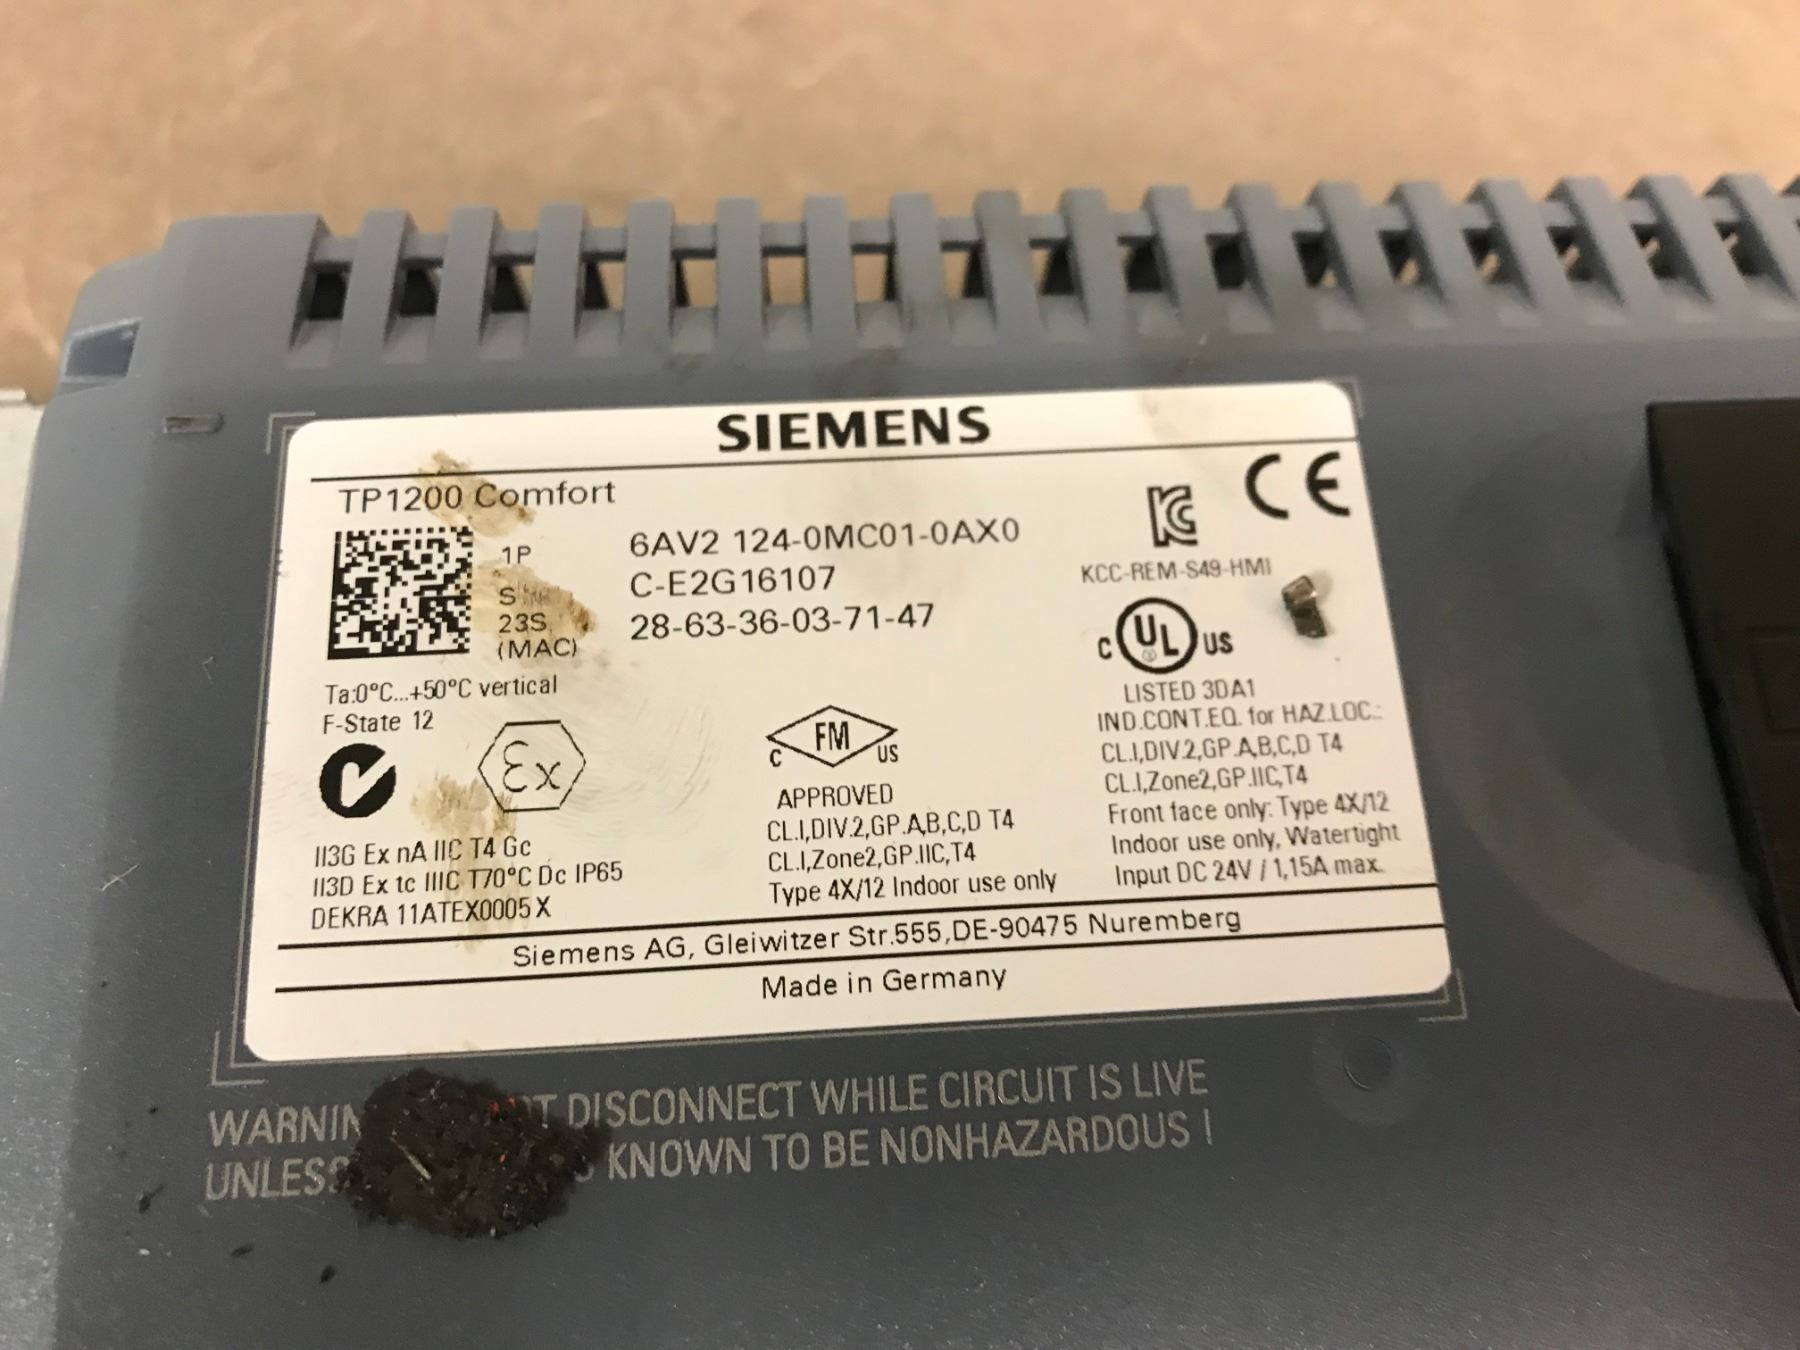 SIEMENS
TP1200 Comfort
1P 6AV2 124-0MC01-0AX0
S C-E2G16107
23S 28-63-36-03-71-47
(MAC)
KCC-REM-S49-HMI
Ta:0°C...+50°C vertical
F-State 12
Ex
II3G Ex nA IIC T4 Gc
II3D Ex tc IIIC T70°C Dc IP65
DEKRA 11ATEX0005 X
C FM US
APPROVED
CL.I,DIV.2,GP.A,B,C,D T4
CL.I,Zone2,GP.IIC,T4
Type 4X/12 Indoor use only
C UL US
LISTED 3DA1
IND.CONT.EQ. for HAZ.LOC.:
CL.I,DIV.2,GP.A,B,C,D T4
CL.I,Zone2,GP.IIC,T4
Front face only: Type 4X/12
Indoor use only, Watertight
Input DC 24V / 1,15A max.
Siemens AG, Gleiwitzer Str.555,DE-90475 Nuremberg
Made in Germany
DISCONNECT WHILE CIRCUIT IS LIVE
UNLESS KNOWN TO BE NONHAZARDOUS !